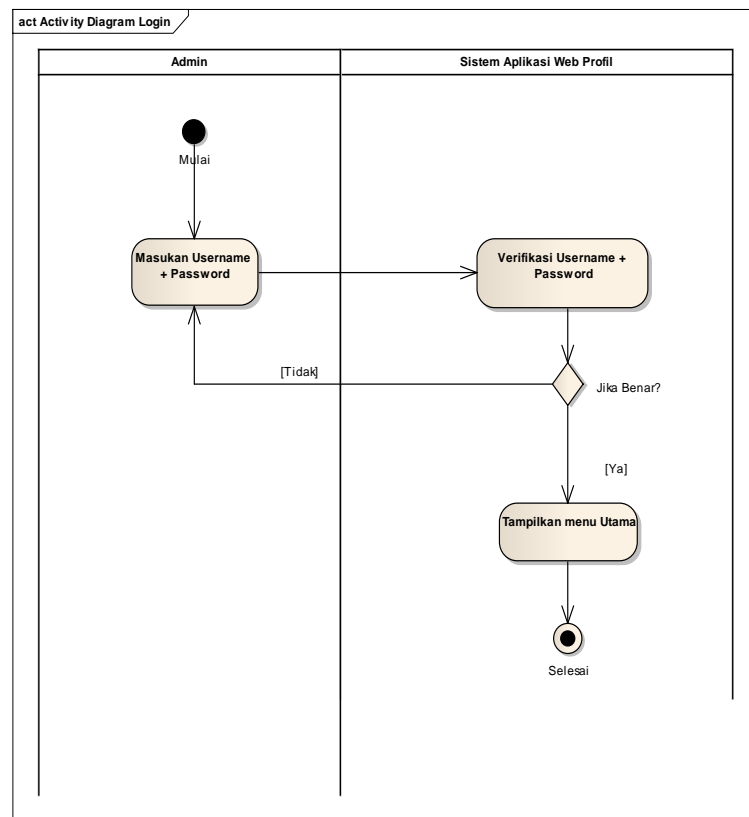 act Activity Diagram Login
Admin
Sistem Aplikasi Web Profil
Mulai
Masukan Username
+ Password
Verifikasi Username +
Password
[Tidak]
Jika Benar?
[Ya]
Tampilkan menu Utama
Selesai